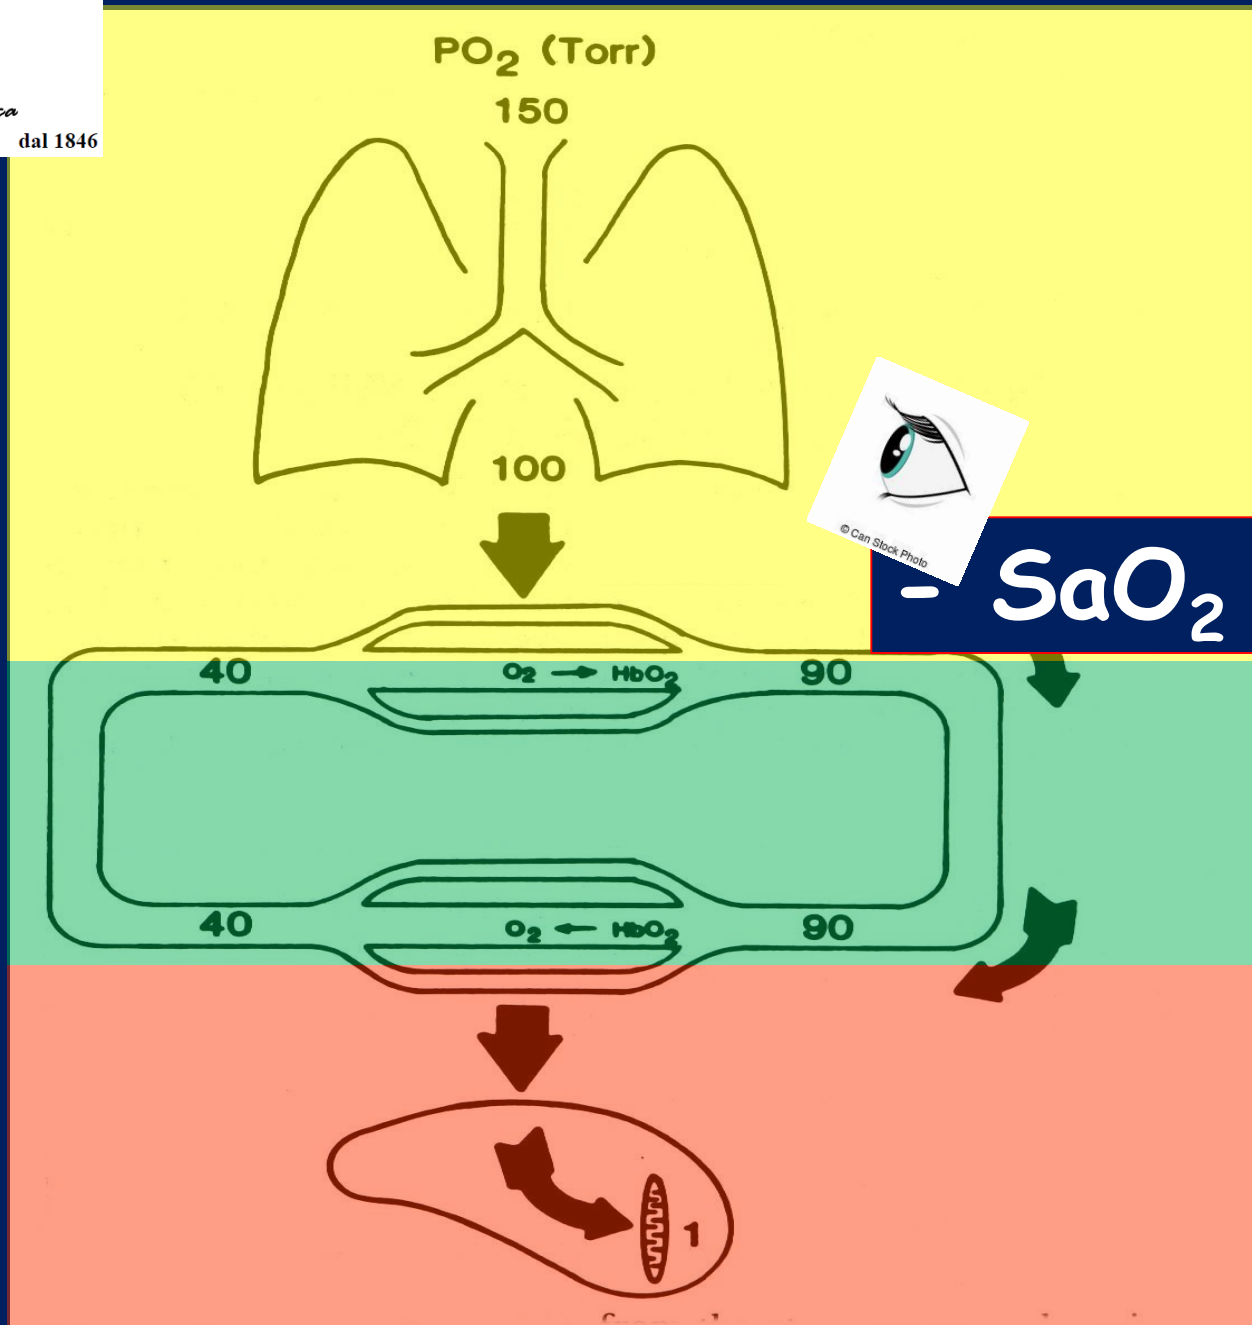 ca
dal 1846
PO₂ (Torr)
150
100
© Can Stock Photo
- SaO₂
40 O₂ → HbO₂ 90
40 O₂ ← HbO₂ 90
1